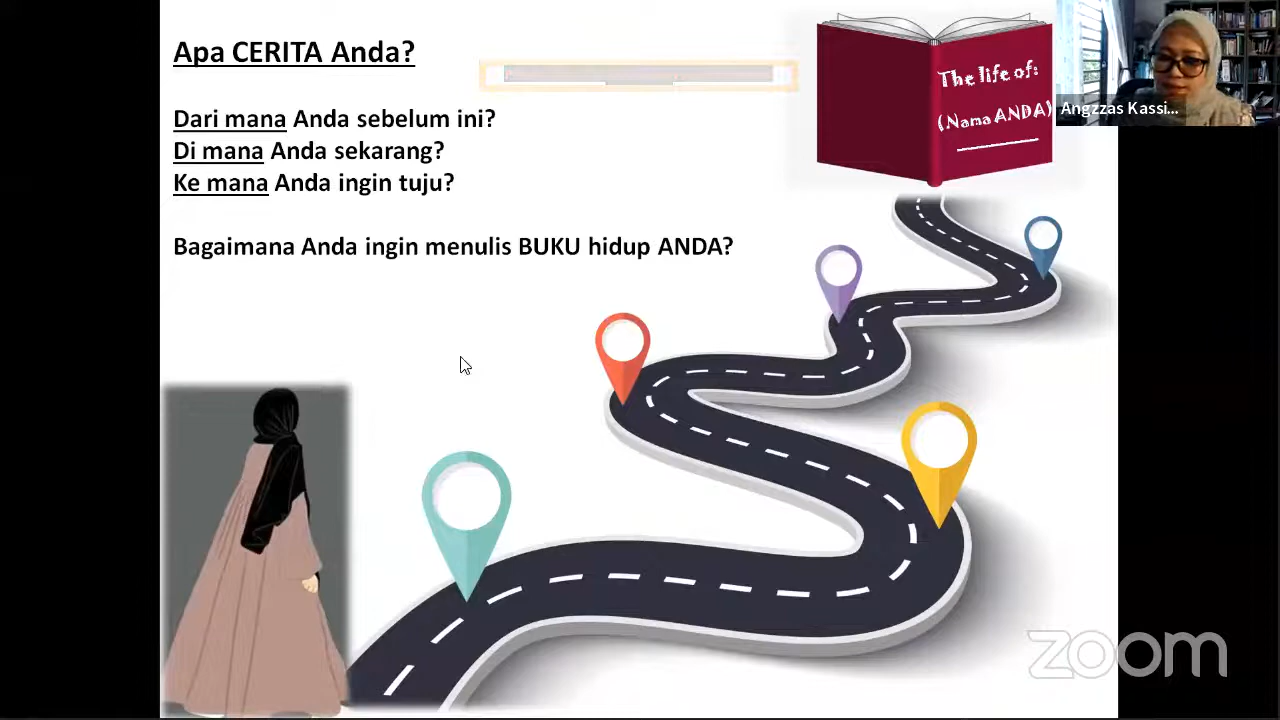 Apa CERITA Anda?
Dari mana Anda sebelum ini?
Di mana Anda sekarang?
Ke mana Anda ingin tuju?
Bagaimana Anda ingin menulis BUKU hidup ANDA?
The life of:
(Nama ANDA)
Angzzas Kassi...
zoom